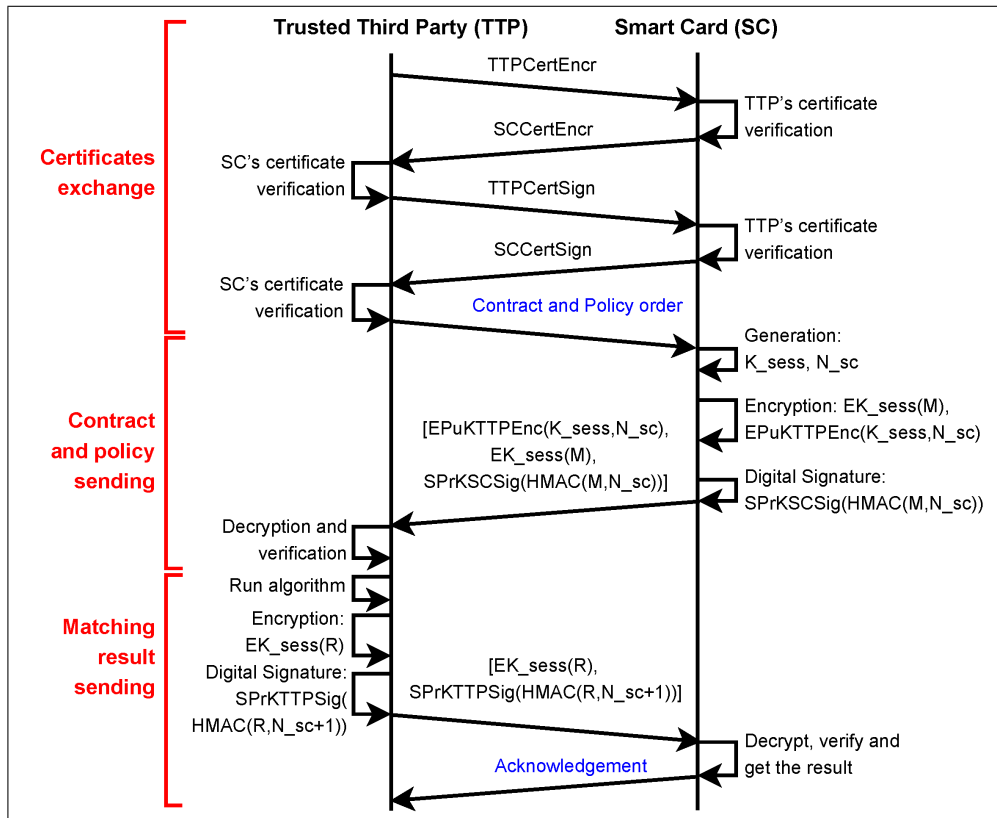 Trusted Third Party (TTP)
Smart Card (SC)
Certificates
exchange
TTPCertEncr
TTP's certificate
verification
SCCertEncr
SC's certificate
verification
TTPCertSign
TTP's certificate
verification
SCCertSign
SC's certificate
verification
Contract and Policy order
Contract
and policy
sending
Generation:
K_sess, N_sc
Encryption: EK_sess(M),
EPuKTTPEnc(K_sess,N_sc)
Digital Signature:
SPrKSCSig(HMAC(M,N_sc))
[EPuKTTPEnc(K_sess,N_sc),
EK_sess(M),
SPrKSCSig(HMAC(M,N_sc))]
Decryption and
verification
Matching
result
sending
Run algorithm
Encryption:
EK_sess(R)
Digital Signature:
SPrKTTPSig(
HMAC(R,N_sc+1))
[EK_sess(R),
SPrKTTPSig(HMAC(R,N_sc+1))]
Decrypt, verify and
get the result
Acknowledgement